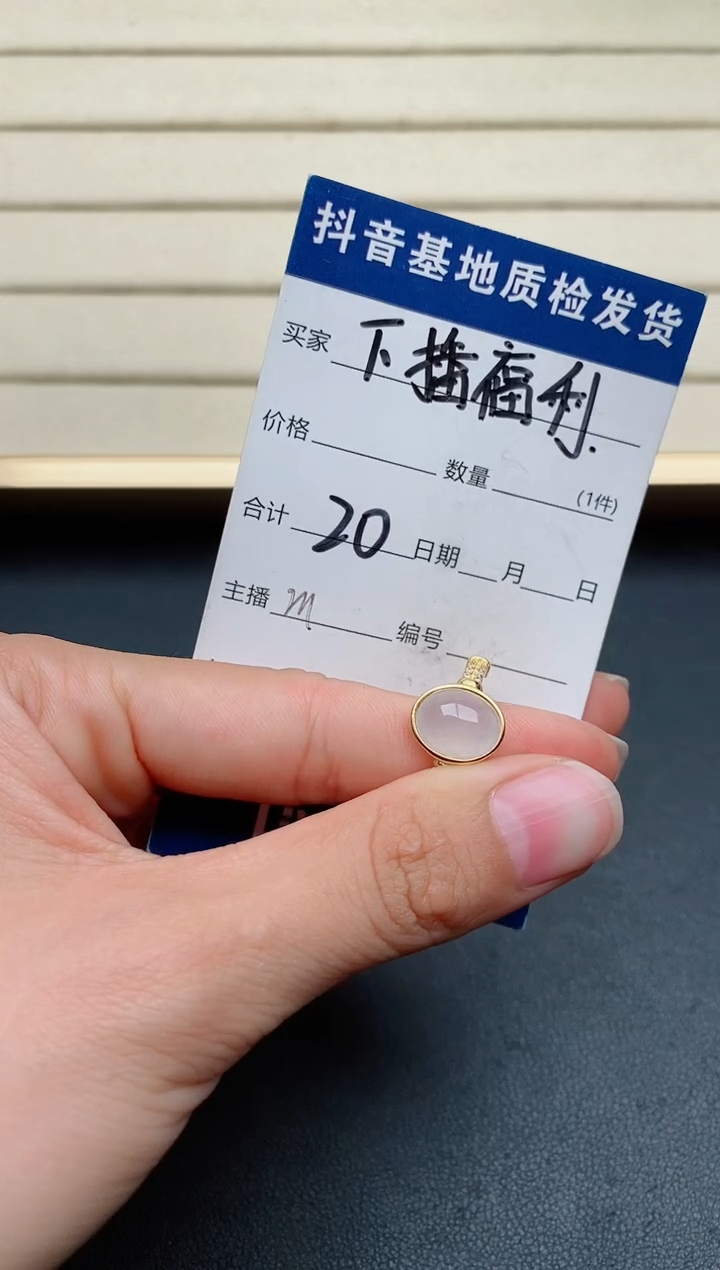 抖音基地质检发货
买家 下播福利
价格 数量 (1件)
合计 20 日期 月 日
主播 m
编号